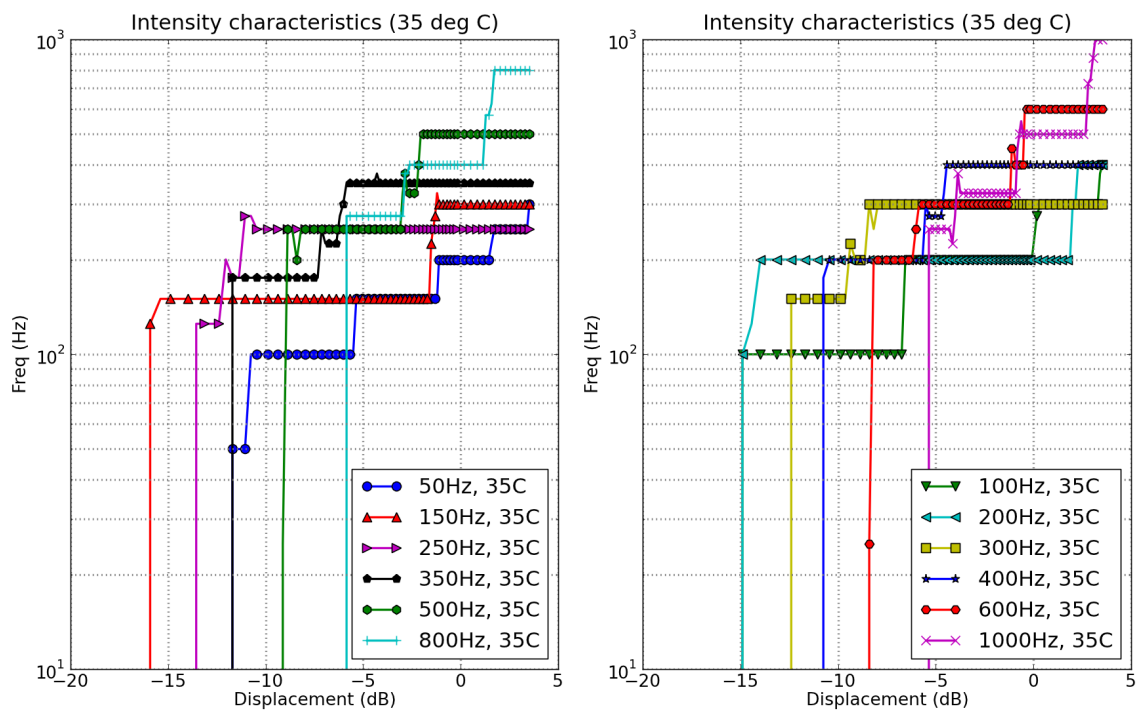 Intensity characteristics (35 deg C)
10³
10²
10¹
Freq (Hz)
−20 −15 −10 −5 0 5
Displacement (dB)
50Hz, 35C
150Hz, 35C
250Hz, 35C
350Hz, 35C
500Hz, 35C
800Hz, 35C
Intensity characteristics (35 deg C)
10³
10²
10¹
Freq (Hz)
−20 −15 −10 −5 0 5
Displacement (dB)
100Hz, 35C
200Hz, 35C
300Hz, 35C
400Hz, 35C
600Hz, 35C
1000Hz, 35C